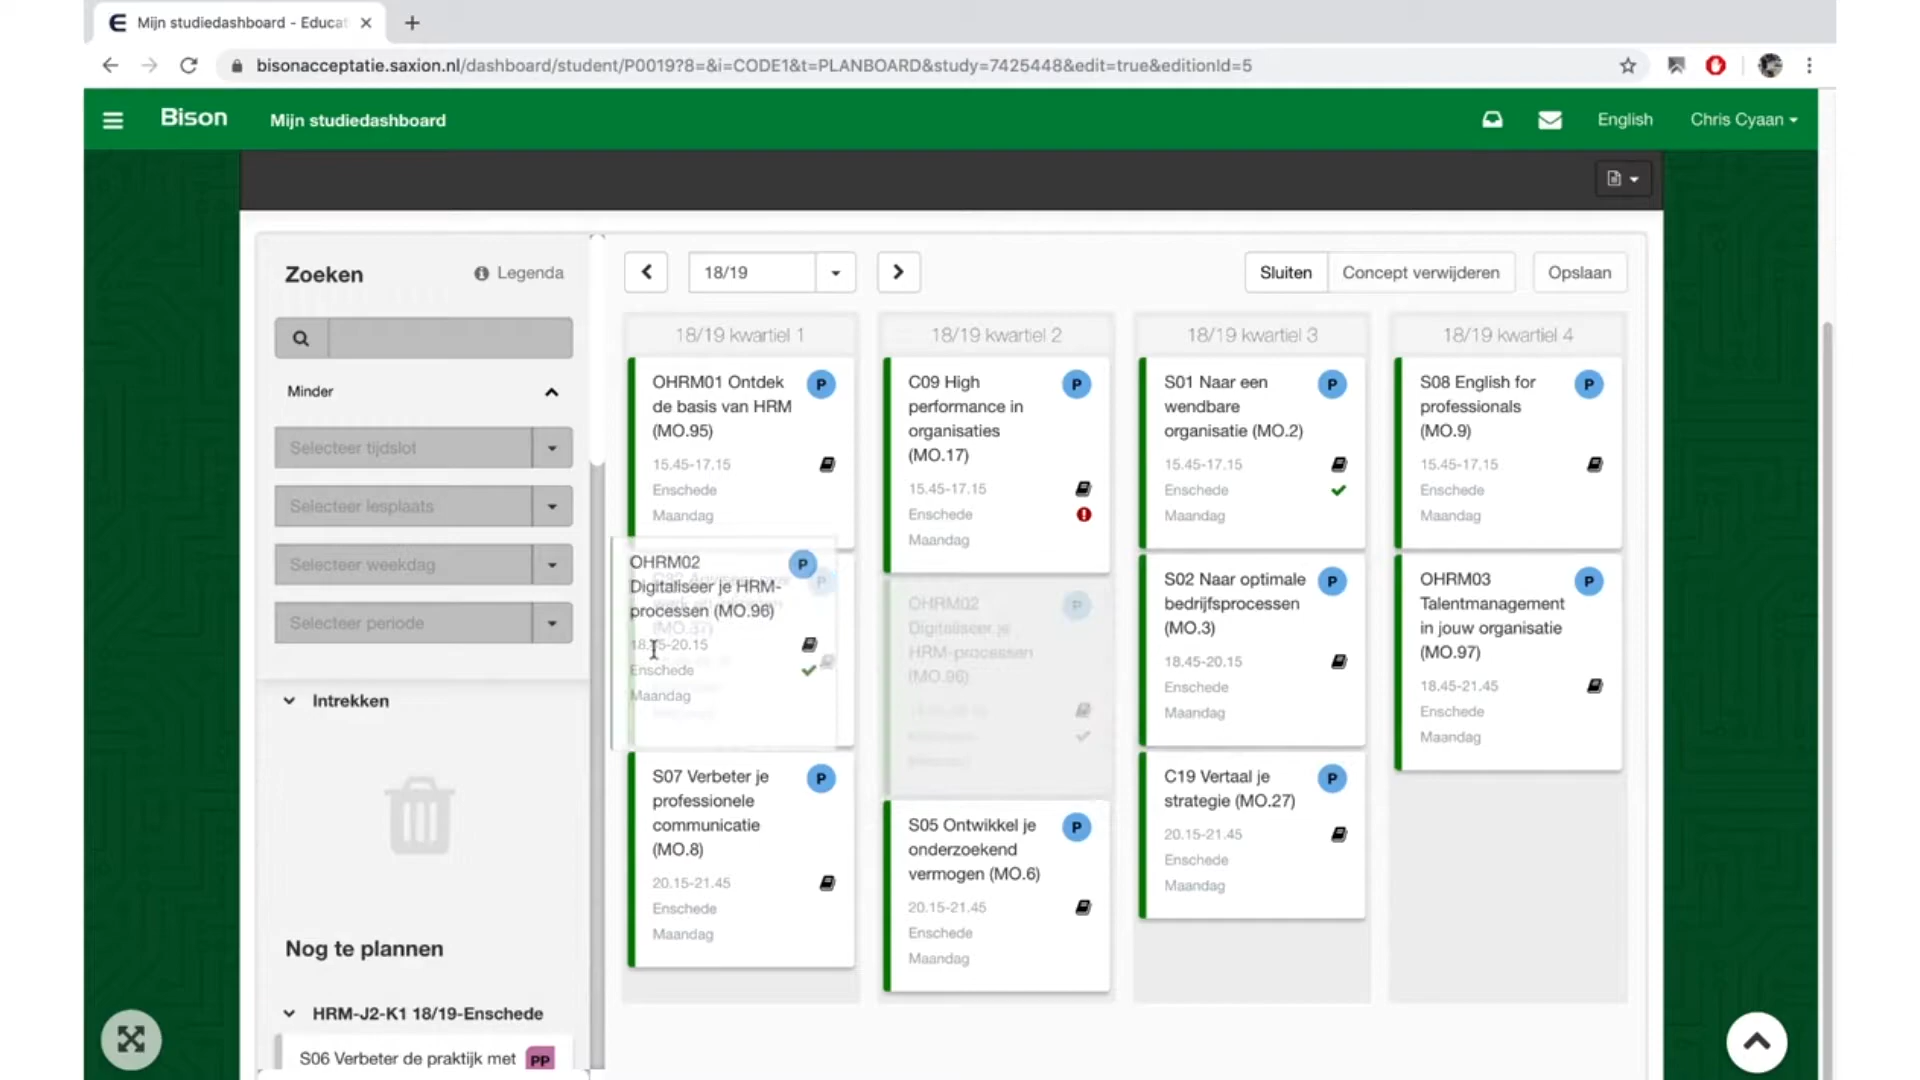 Mijn studiedashboard - Educat
bisonacceptatie.saxion.nl/dashboard/student/P0019?8=&i=CODE1&t=PLANBOARD&study=7425448&edit=true&editionId=5
Bison
Mijn studiedashboard
English
Chris Cyaan
Zoeken
Legenda
Minder
Selecteer tijdslot
Selecteer lesplaats
Selecteer weekdag
Selecteer periode
Intrekken
Nog te plannen
HRM-J2-K1 18/19-Enschede
S06 Verbeter de praktijk met
PP
18/19
Sluiten
Concept verwijderen
Opslaan
18/19 kwartiel 1
OHRM01 Ontdek
de basis van HRM
(MO.95)
P
15.45-17.15
Enschede
Maandag
OHRM02
Digitaliseer je HRM-
processen (MO.96)
P
P
(MO.37)
18.45-20.15
Enschede
Maandag
S07 Verbeter je
professionele
communicatie
(MO.8)
P
20.15-21.45
Enschede
Maandag
18/19 kwartiel 2
C09 High
performance in
organisaties
(MO.17)
P
15.45-17.15
Enschede
Maandag
OHRM02
Digitaliseer je
HRM-processen
(MO.96)
P
S05 Ontwikkel je
onderzoekend
vermogen (MO.6)
P
20.15-21.45
Enschede
Maandag
18/19 kwartiel 3
S01 Naar een
wendbare
organisatie (MO.2)
P
15.45-17.15
Enschede
Maandag
S02 Naar optimale
bedrijfsprocessen
(MO.3)
P
18.45-20.15
Enschede
Maandag
C19 Vertaal je
strategie (MO.27)
P
20.15-21.45
Enschede
Maandag
18/19 kwartiel 4
S08 English for
professionals
(MO.9)
P
15.45-17.15
Enschede
Maandag
OHRM03
Talentmanagement
in jouw organisatie
(MO.97)
P
18.45-21.45
Enschede
Maandag